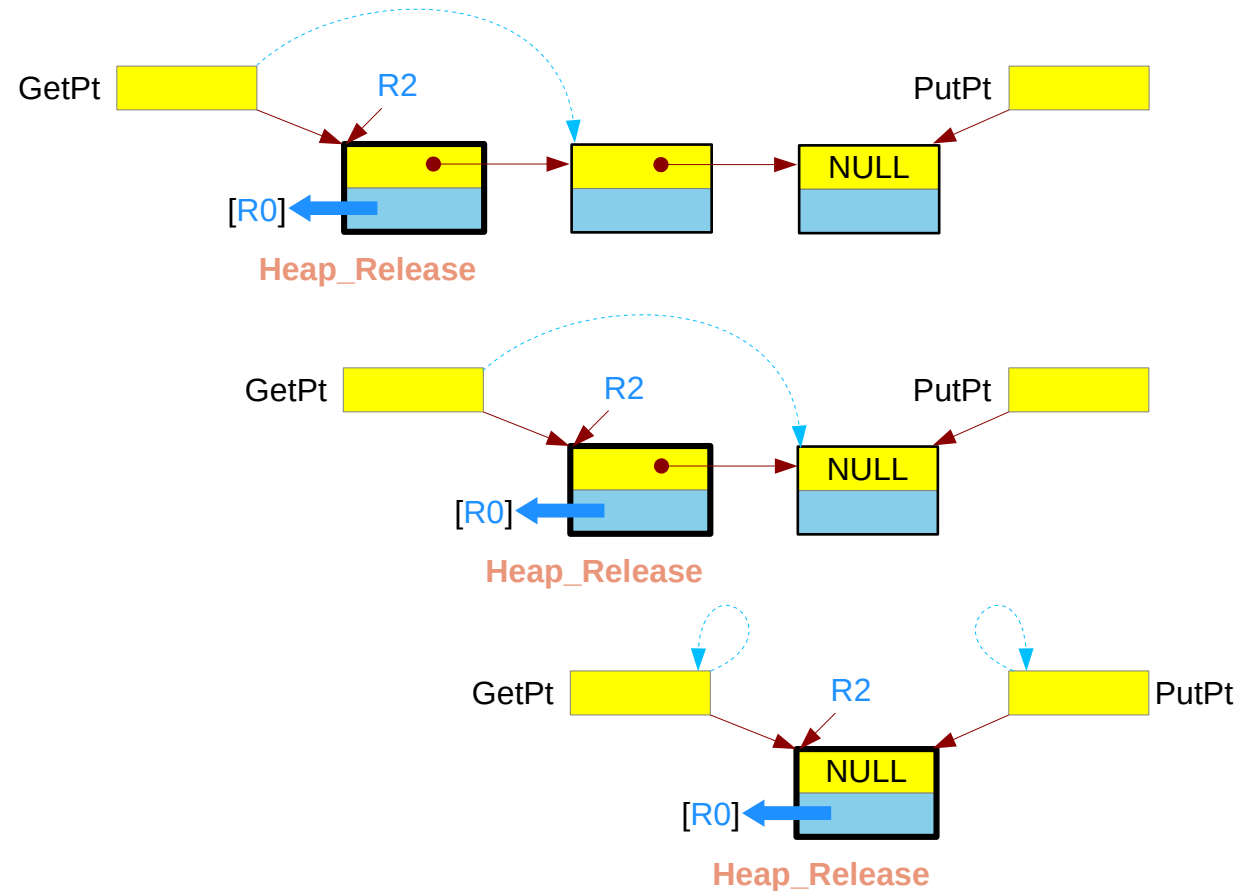 GetPt
R2
PutPt
NULL
[R0]
Heap_Release
GetPt
R2
PutPt
NULL
[R0]
Heap_Release
GetPt
R2
PutPt
NULL
[R0]
Heap_Release